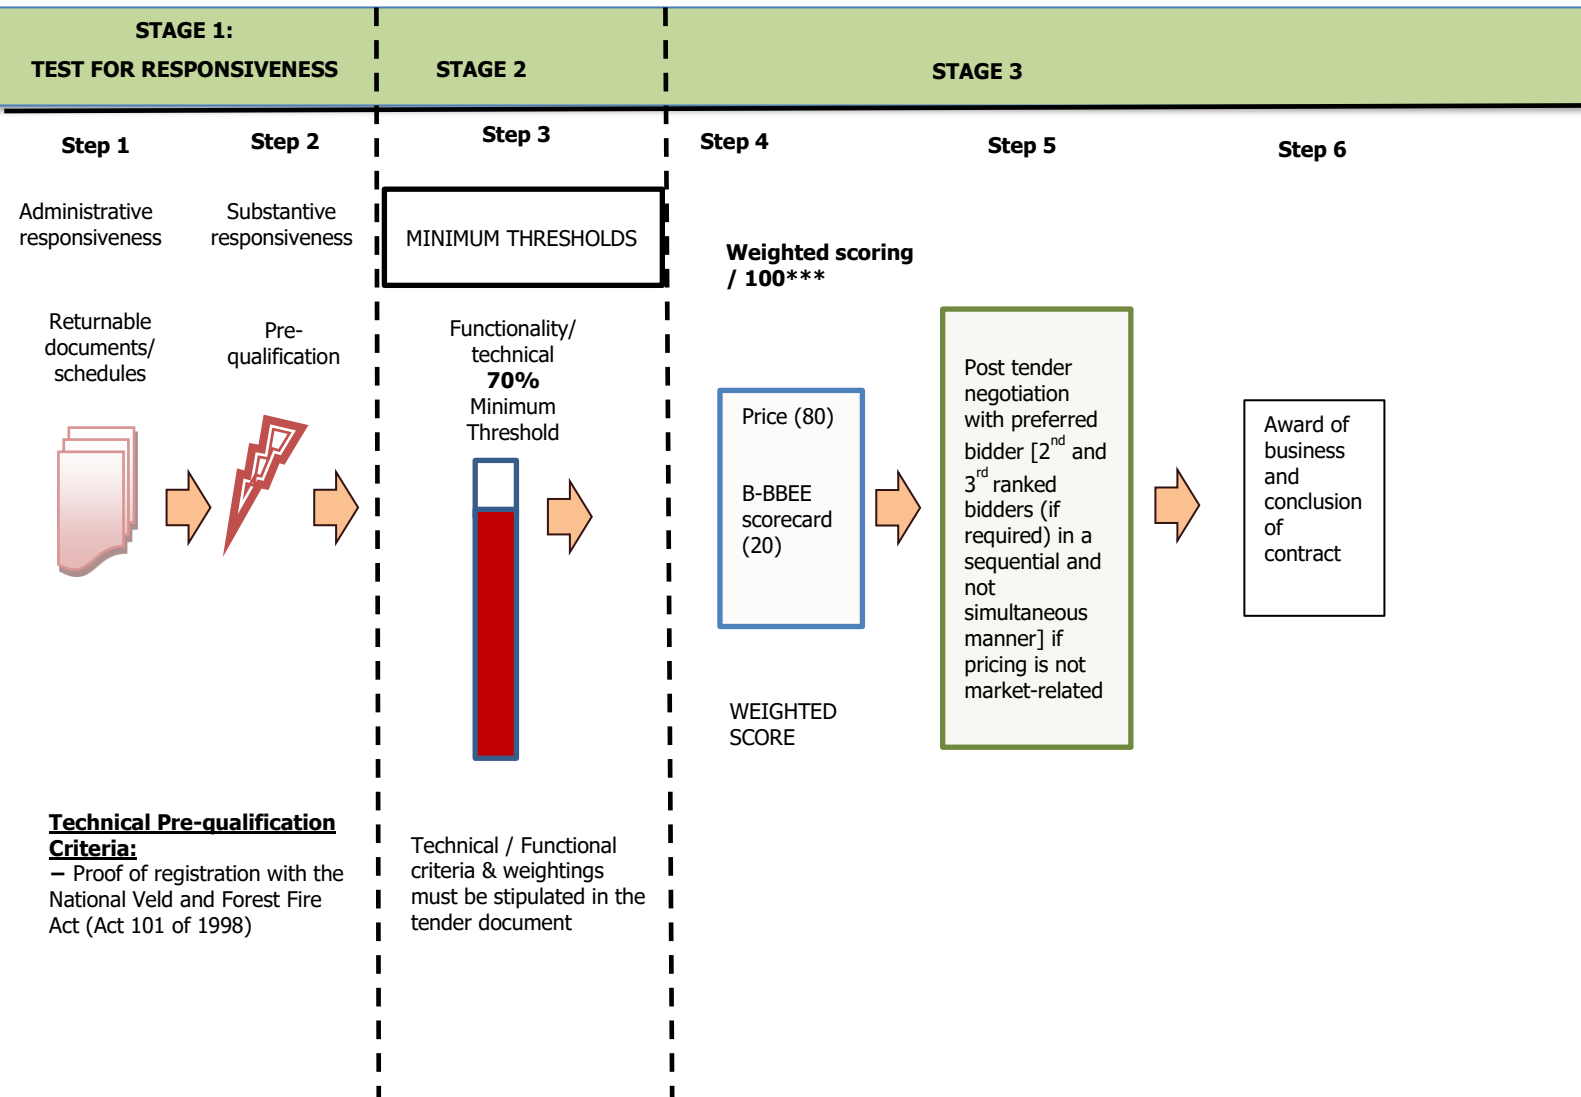 STAGE 1:
TEST FOR RESPONSIVENESS
STAGE 2
STAGE 3
Step 1
Step 2
Step 3
Step 4
Step 5
Step 6
Administrative
responsiveness
Substantive
responsiveness
MINIMUM THRESHOLDS
Weighted scoring
/ 100***
Returnable
documents/
schedules
Pre-
qualification
Functionality/
technical
70%
Minimum
Threshold
Price (80)
B-BBEE
scorecard
(20)
WEIGHTED
SCORE
Post tender
negotiation
with preferred
bidder [2nd and
3rd ranked
bidders (if
required) in a
sequential and
not
simultaneous
manner] if
pricing is not
market-related
Award of
business
and
conclusion
of
contract
Technical Pre-qualification
Criteria:
− Proof of registration with the
National Veld and Forest Fire
Act (Act 101 of 1998)
Technical / Functional
criteria & weightings
must be stipulated in the
tender document